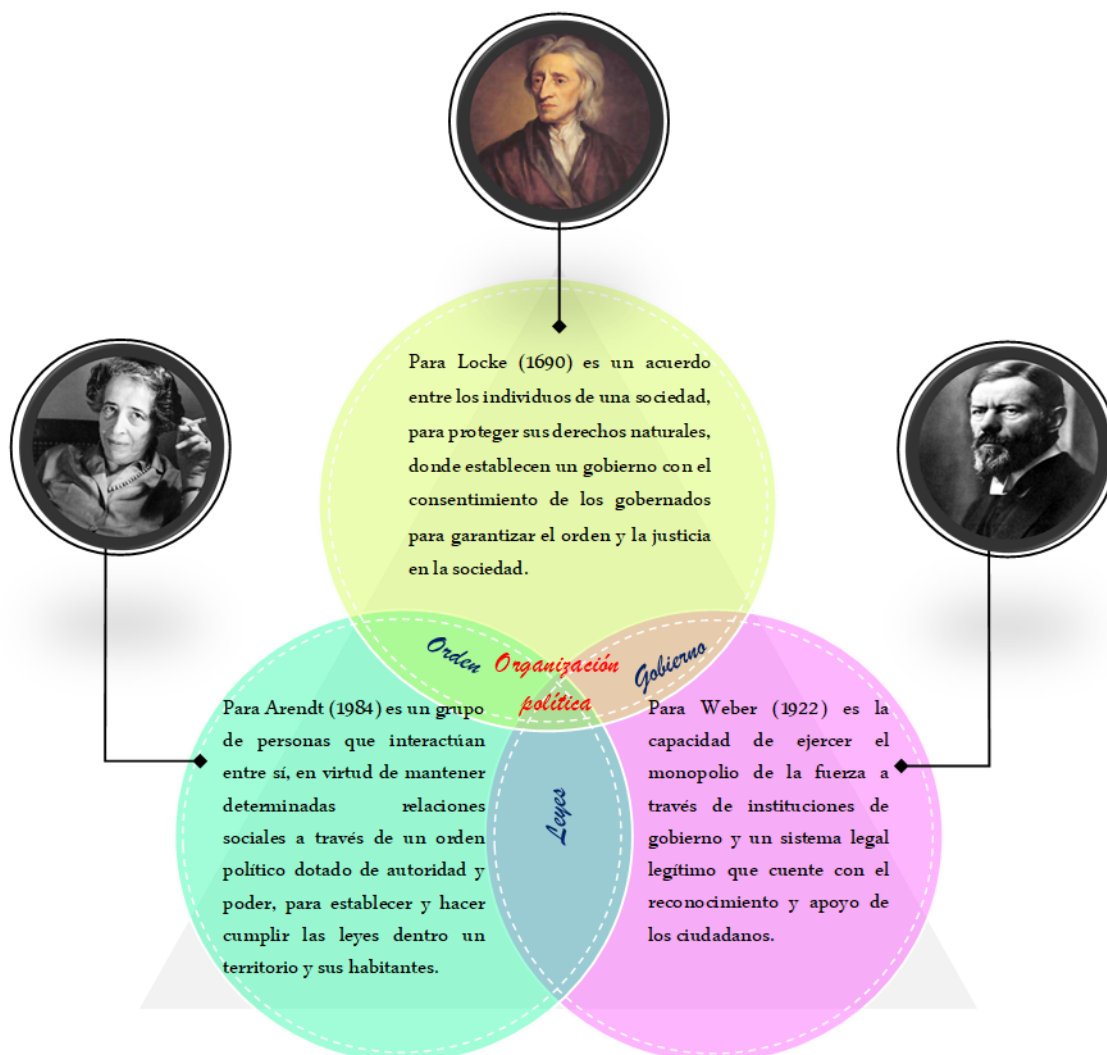 Para Locke (1690) es un acuerdo
entre los individuos de una sociedad,
para proteger sus derechos naturales,
donde establecen un gobierno con el
consentimiento de los gobernados
para garantizar el orden y la justicia
en la sociedad.
Orden
Organización
política
Gobierno
Para Arendt (1984) es un grupo
de personas que interactúan
entre sí, en virtud de mantener
determinadas relaciones
sociales a través de un orden
político dotado de autoridad y
poder, para establecer y hacer
cumplir las leyes dentro un
territorio y sus habitantes.
Leyes
Para Weber (1922) es la
capacidad de ejercer el
monopolio de la fuerza a
través de instituciones de
gobierno y un sistema legal
legítimo que cuente con el
reconocimiento y apoyo de
los ciudadanos.